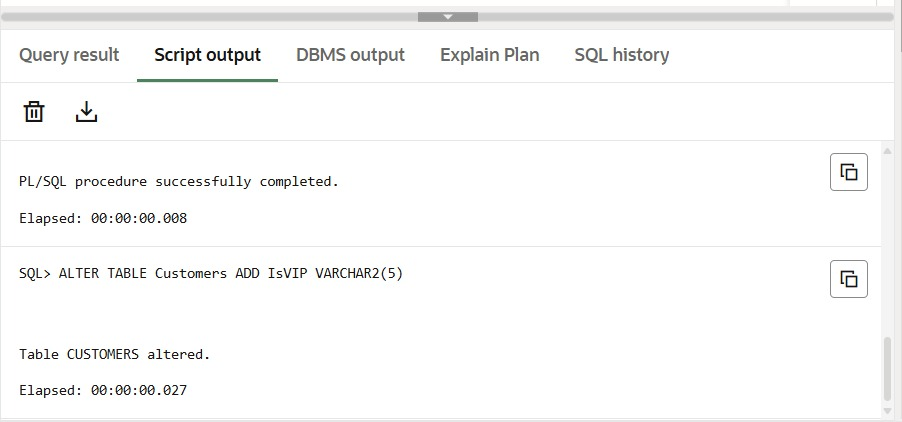 Query result Script output DBMS output Explain Plan SQL history
PL/SQL procedure successfully completed.
Elapsed: 00:00:00.008
SQL> ALTER TABLE Customers ADD IsVIP VARCHAR2(5)
Table CUSTOMERS altered.
Elapsed: 00:00:00.027